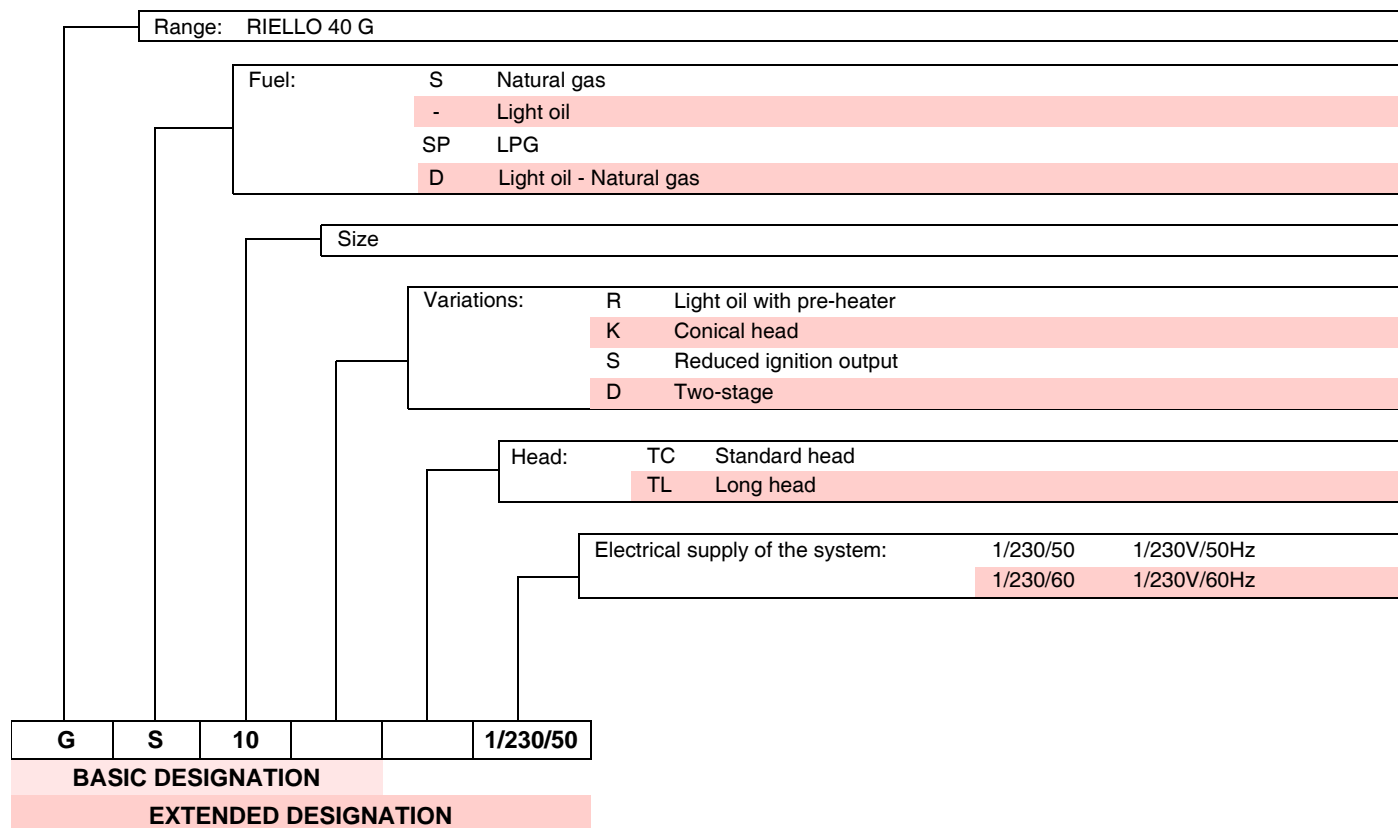 Range: RIELLO 40 G
Fuel: S Natural gas
- Light oil
SP LPG
D Light oil - Natural gas
Size
Variations: R Light oil with pre-heater
K Conical head
S Reduced ignition output
D Two-stage
Head: TC Standard head
TL Long head
Electrical supply of the system: 1/230/50 1/230V/50Hz
1/230/60 1/230V/60Hz
G S 10 1/230/50
BASIC DESIGNATION
EXTENDED DESIGNATION